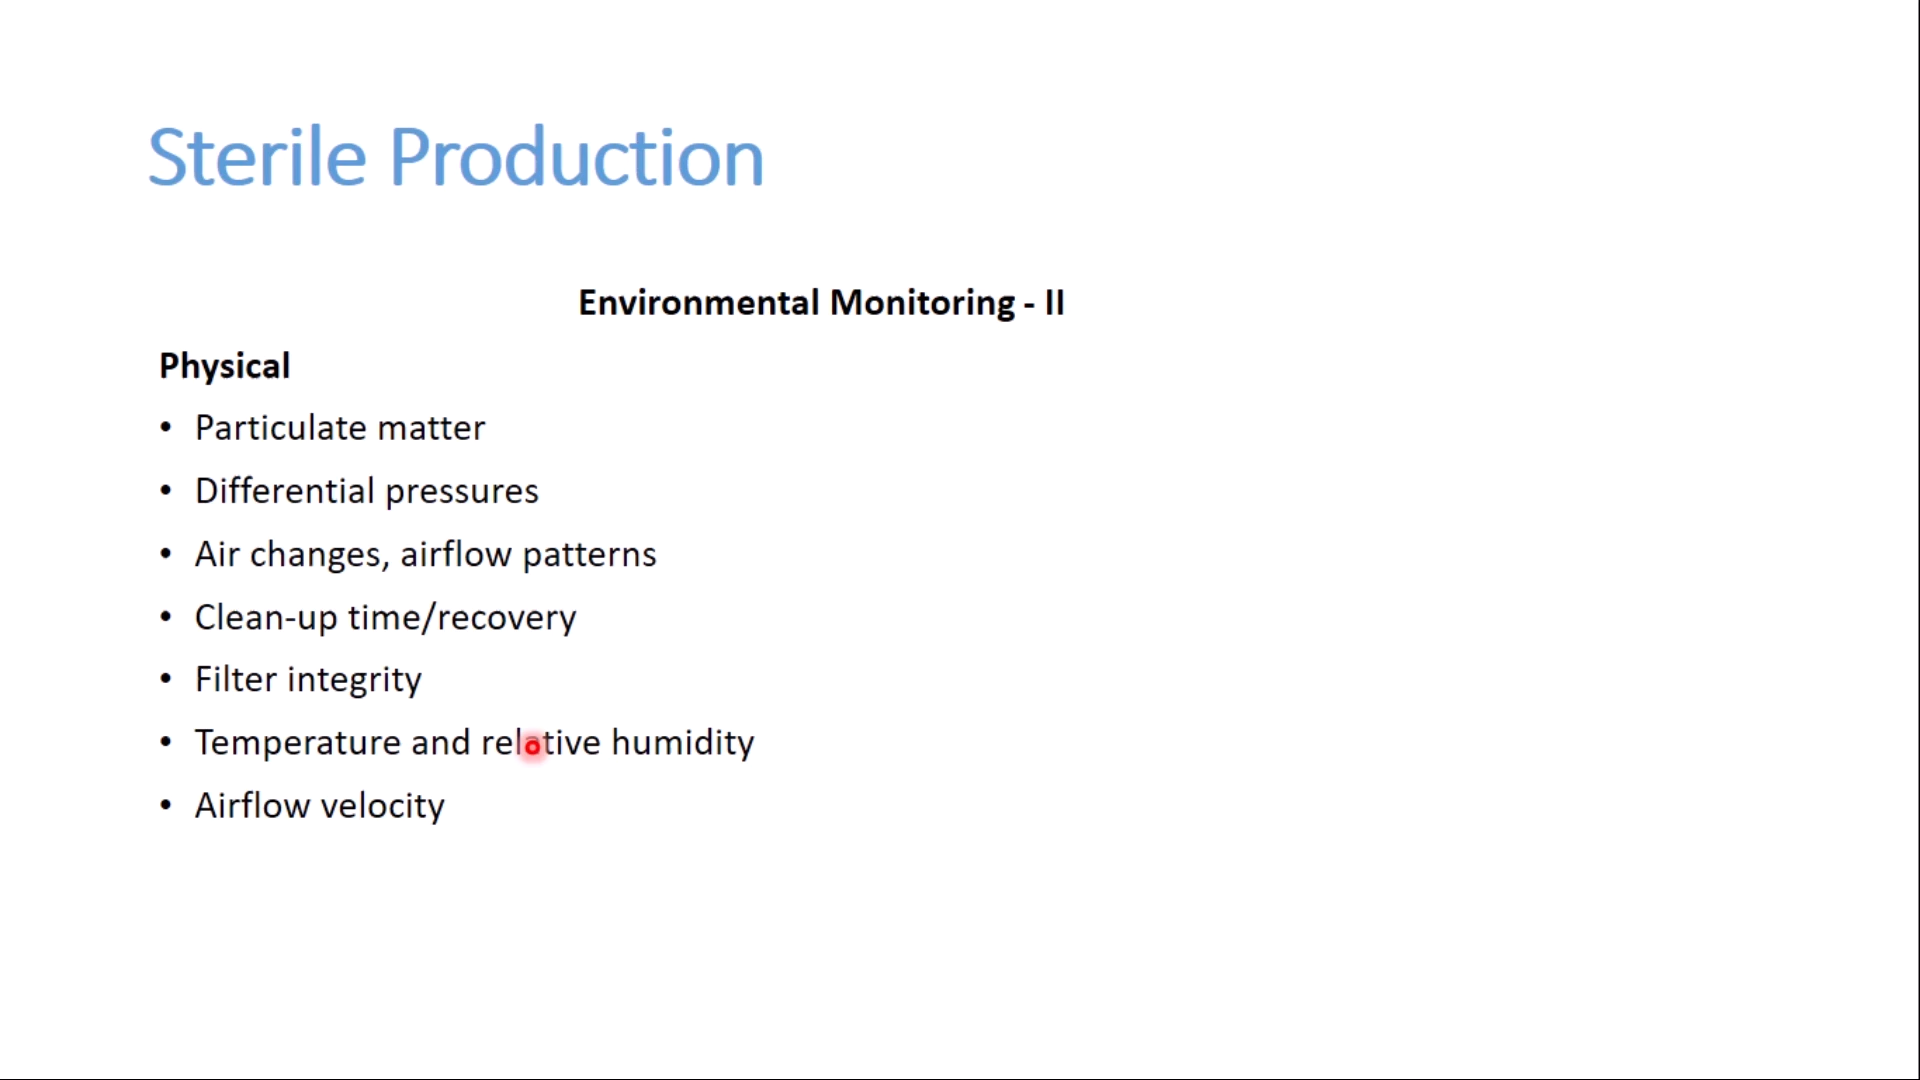 Sterile Production
Environmental Monitoring - II
Physical
• Particulate matter
• Differential pressures
• Air changes, airflow patterns
• Clean-up time/recovery
• Filter integrity
• Temperature and relative humidity
• Airflow velocity